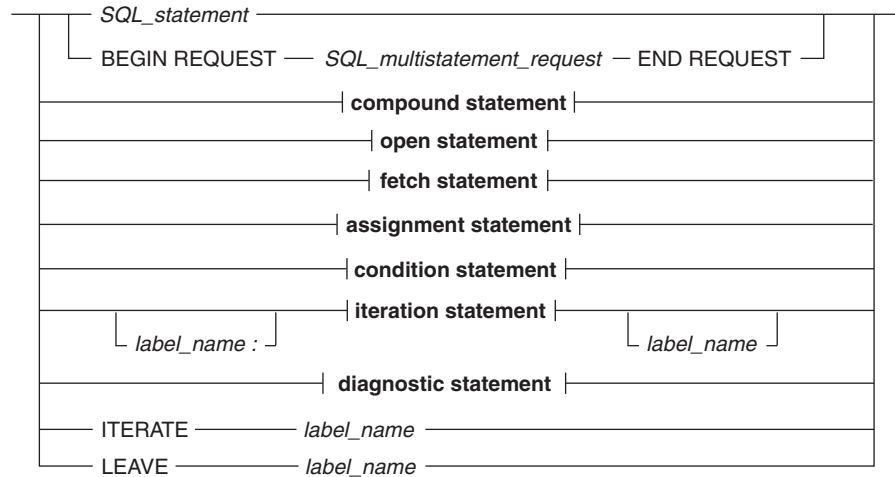 SQL_statement
BEGIN REQUEST SQL_multistatement_request END REQUEST
compound statement
open statement
fetch statement
assignment statement
condition statement
iteration statement
label_name : label_name
diagnostic statement
ITERATE label_name
LEAVE label_name